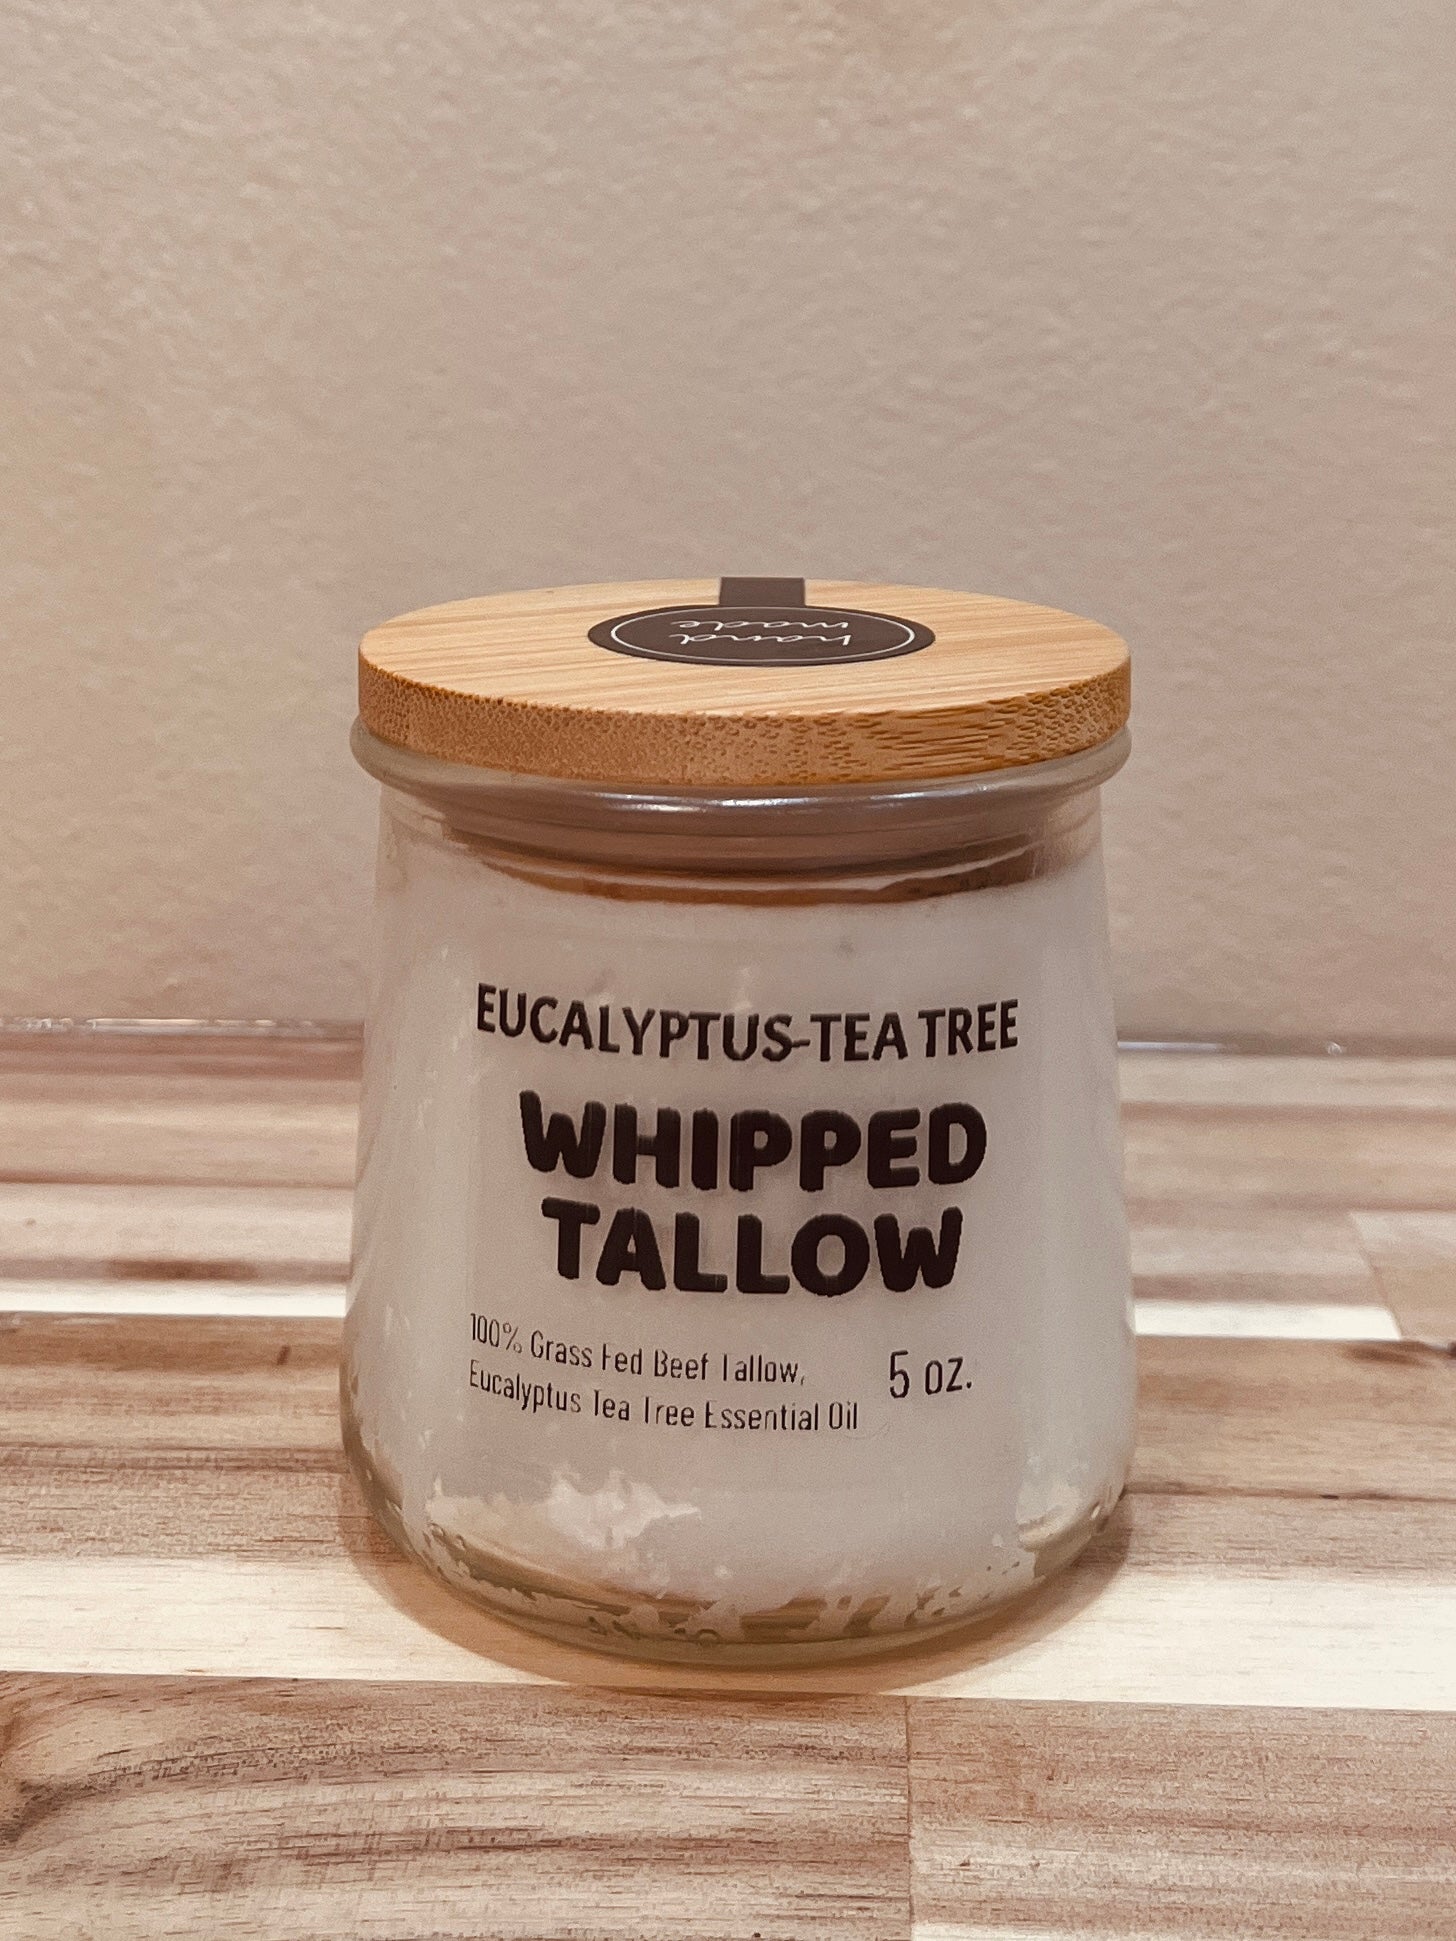 hand
made
EUCALYPTUS-TEA TREE
WHIPPED
TALLOW
100% Grass Fed Beef Tallow,
Eucalyptus Tea Tree Essential Oil
5 oz.